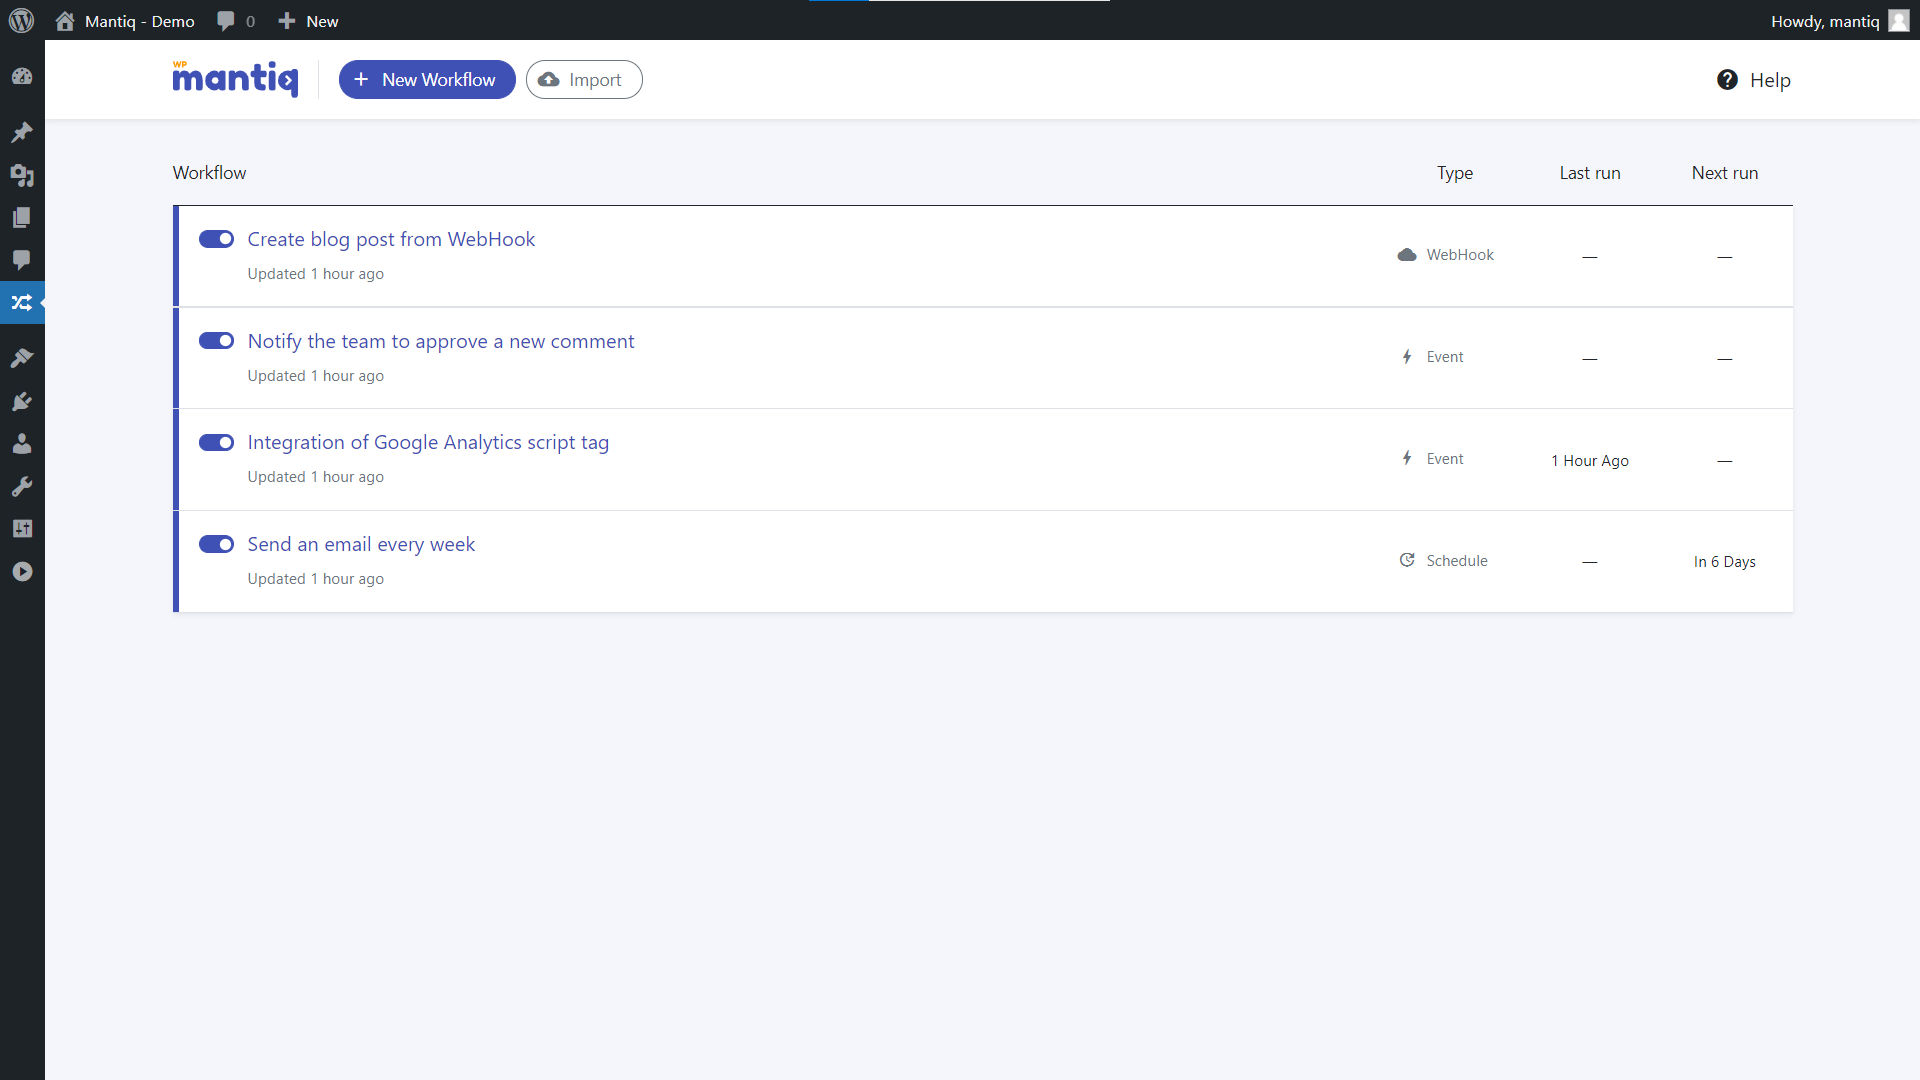 Mantiq - Demo 0 New Howdy, mantiq
WP
mantiq
New Workflow Import Help
Workflow Type Last run Next run
Create blog post from WebHook
Updated 1 hour ago
WebHook — —
Notify the team to approve a new comment
Updated 1 hour ago
Event — —
Integration of Google Analytics script tag
Updated 1 hour ago
Event 1 Hour Ago —
Send an email every week
Updated 1 hour ago
Schedule — In 6 Days